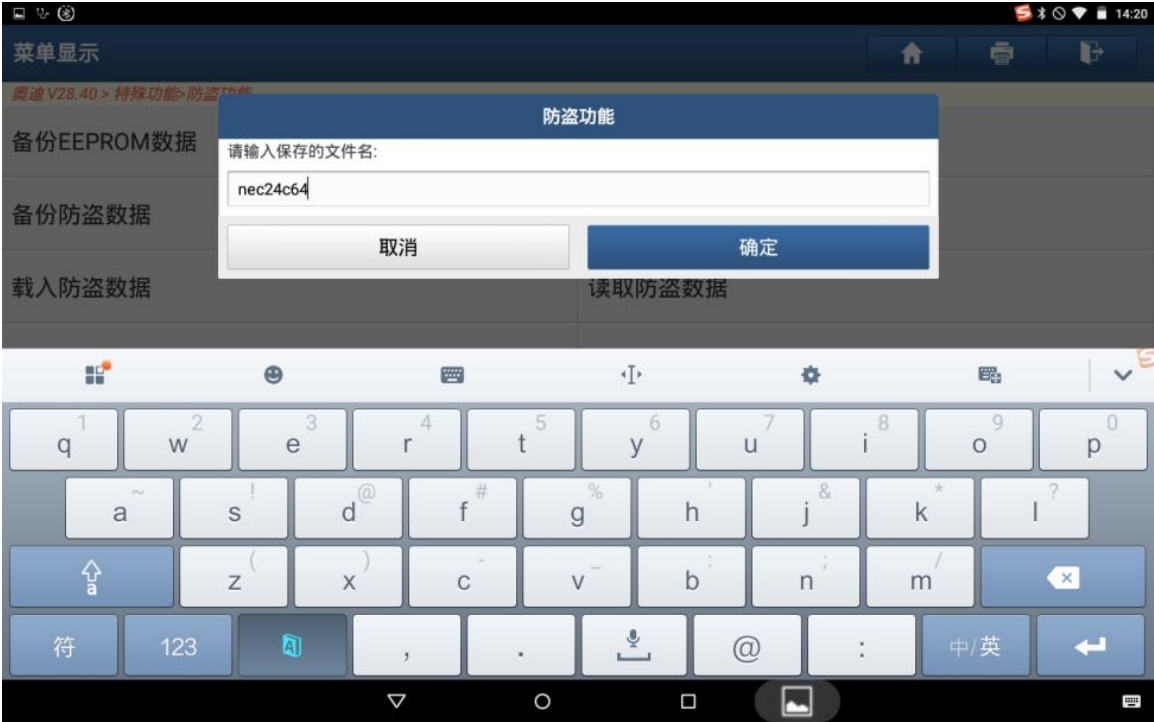 14:20
菜单显示
奥迪 V28.40 > 特殊功能>防盗功能
防盗功能
备份EEPROM数据
请输入保存的文件名:
nec24c64
备份防盗数据
取消 确定
载入防盗数据 读取防盗数据
1 2 3 4 5 6 7 8 9 0
q w e r t y u i o p
~ ! @ # % ' & * ?
a s d f g h j k l
( ) - _ : ; /
a z x c v b n m
符 123 A , . @ : 中/英